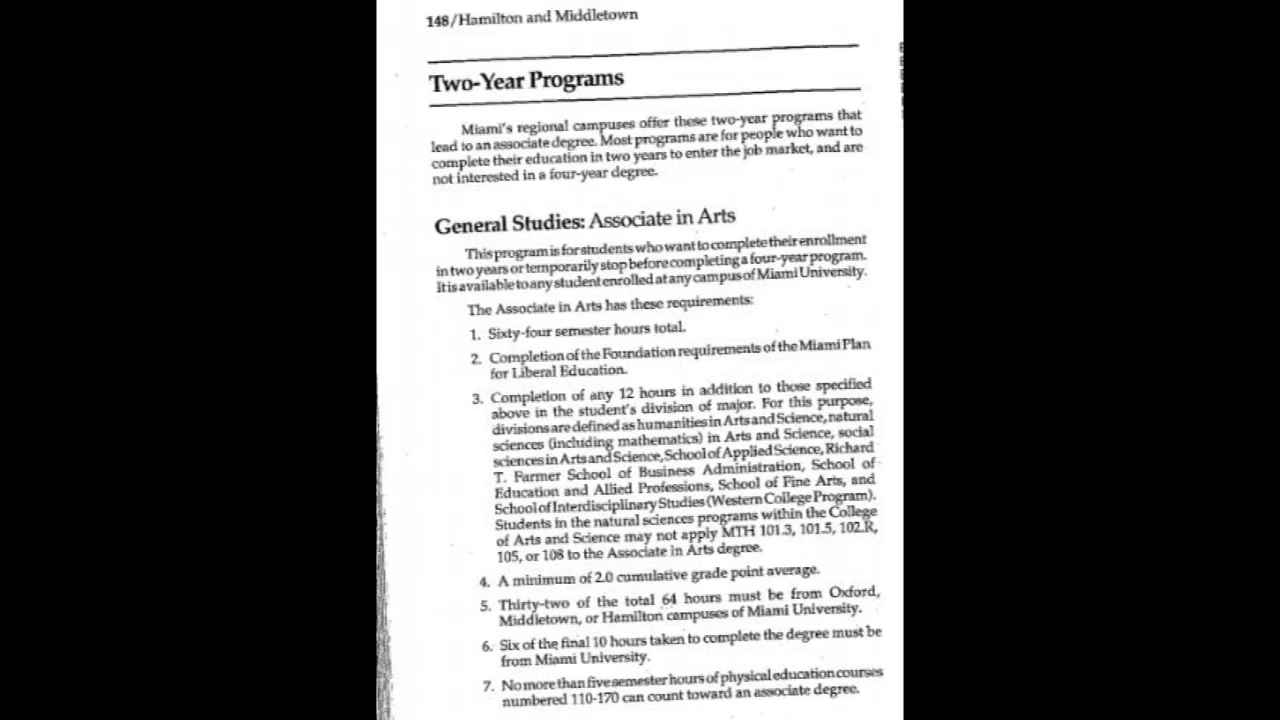 148/Hamilton and Middletown
Two-Year Programs
Miami's regional campuses offer these two-year programs that
lead to an associate degree. Most programs are for people who want to
complete their education in two years to enter the job market, and are
not interested in a four-year degree.
General Studies: Associate in Arts
This program is for students who want to complete their enrollment
in two years or temporarily stop before completing a four-year program.
It is available to any student enrolled at any campus of Miami University.
The Associate in Arts has these requirements:
1. Sixty-four semester hours total.
2. Completion of the Foundation requirements of the Miami Plan
for Liberal Education.
3. Completion of any 12 hours in addition to those specified
above in the student's division of major. For this purpose,
divisions are defined as humanities in Arts and Science, natural
sciences (including mathematics) in Arts and Science, social
sciences in Arts and Science, School of Applied Science, Richard
T. Farmer School of Business Administration, School of
Education and Allied Professions, School of Fine Arts, and
School of Interdisciplinary Studies (Western College Program).
Students in the natural sciences programs within the College
of Arts and Science may not apply MTH 101.3, 101.5, 102.R,
105, or 108 to the Associate in Arts degree.
4. A minimum of 2.0 cumulative grade point average.
5. Thirty-two of the total 64 hours must be from Oxford,
Middletown, or Hamilton campuses of Miami University.
6. Six of the final 10 hours taken to complete the degree must be
from Miami University.
7. No more than five semester hours of physical education courses
numbered 110-170 can count toward an associate degree.